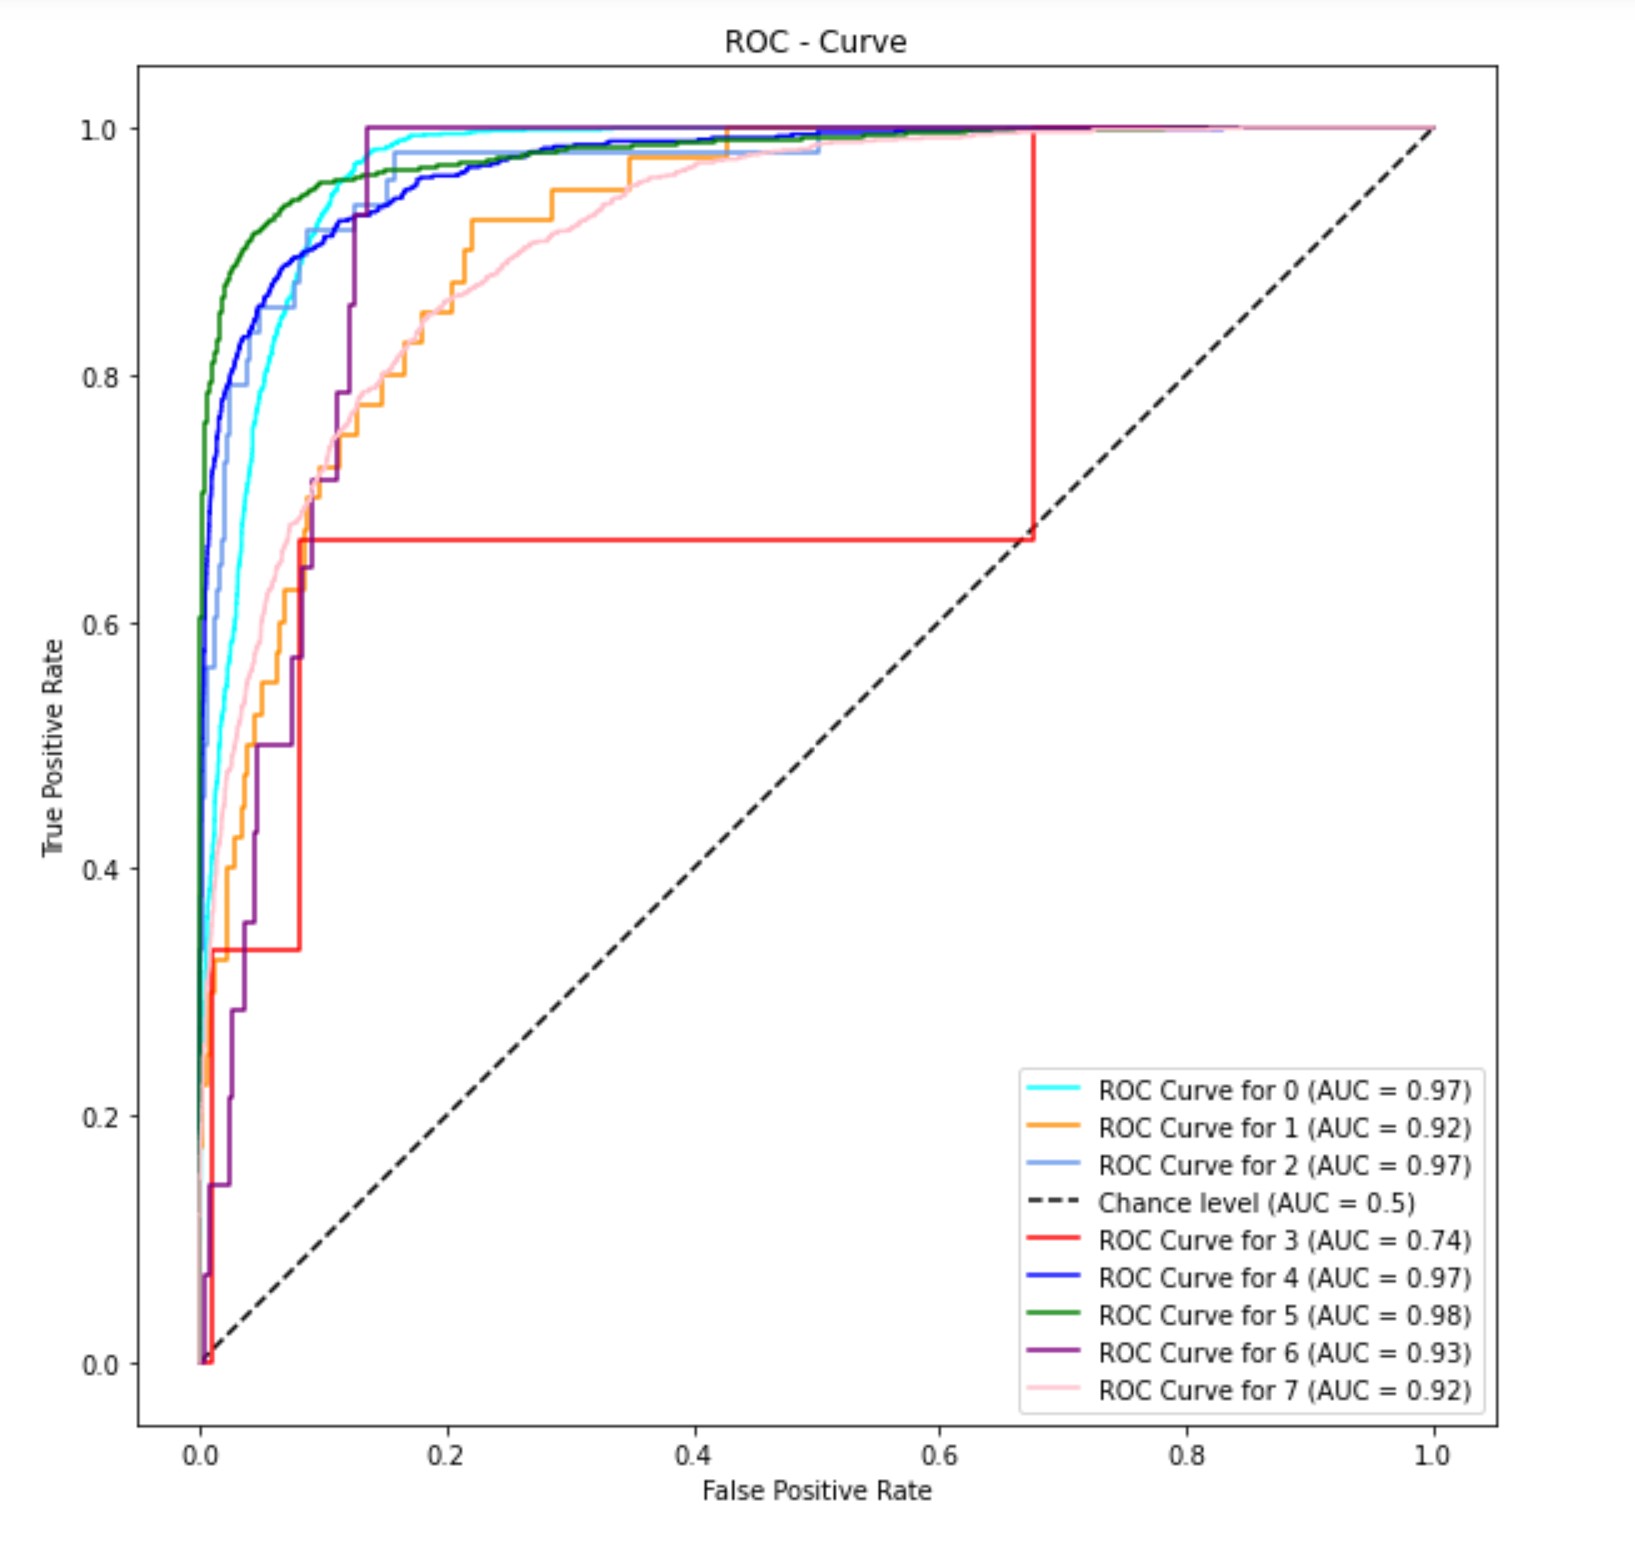 ROC - Curve
1.0
0.8
0.6
0.4
0.2
0.0
True Positive Rate
ROC Curve for 0 (AUC = 0.97)
ROC Curve for 1 (AUC = 0.92)
ROC Curve for 2 (AUC = 0.97)
Chance level (AUC = 0.5)
ROC Curve for 3 (AUC = 0.74)
ROC Curve for 4 (AUC = 0.97)
ROC Curve for 5 (AUC = 0.98)
ROC Curve for 6 (AUC = 0.93)
ROC Curve for 7 (AUC = 0.92)
0.0 0.2 0.4 0.6 0.8 1.0
False Positive Rate